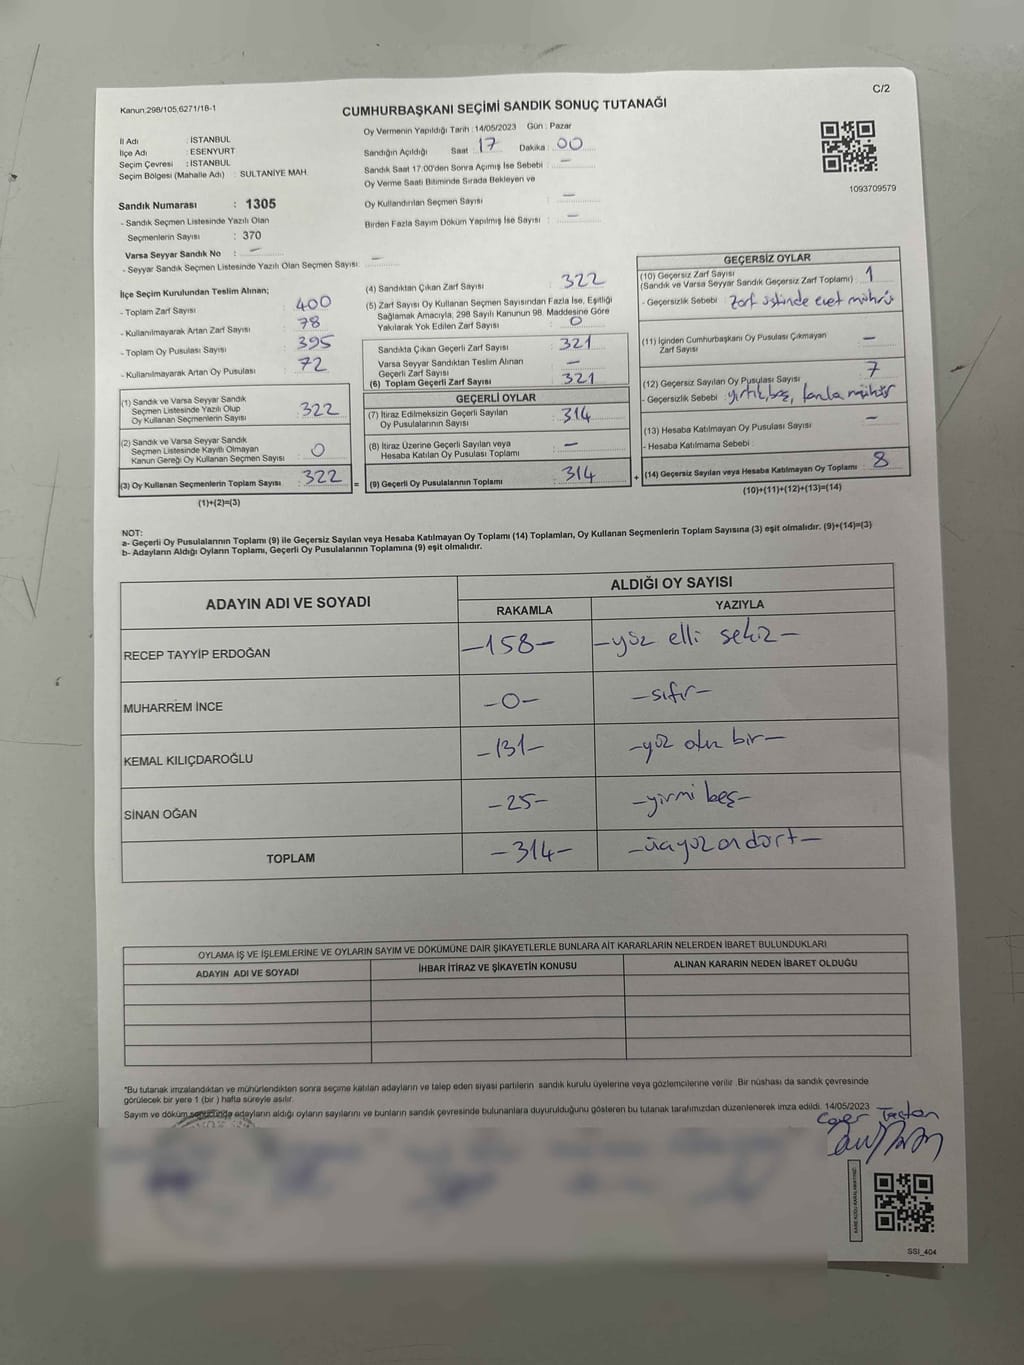 Kanun:298/105,6271/18-1
C/2
CUMHURBAŞKANI SEÇİMİ SANDIK SONUÇ TUTANAĞI
İl Adı : İSTANBUL
İlçe Adı : ESENYURT
Seçim Çevresi : İSTANBUL
Seçim Bölgesi (Mahalle Adı) : SULTANİYE MAH.
Oy Vermenin Yapıldığı Tarih : 14/05/2023 Gün : Pazar
Sandığın Açıldığı Saat : 17 Dakika : 00
Sandık Saat 17:00'den Sonra Açımış İse Sebebi : —
Oy Verme Saati Bitiminde Sırada Bekleyen ve
Oy Kullandırılan Seçmen Sayısı : —
Birden Fazla Sayım Döküm Yapılmış İse Sayısı : —
1093709579
Sandık Numarası : 1305
- Sandık Seçmen Listesinde Yazılı Olan
Seçmenlerin Sayısı : 370
Varsa Seyyar Sandık No : —
- Seyyar Sandık Seçmen Listesinde Yazılı Olan Seçmen Sayısı : —
İlçe Seçim Kurulundan Teslim Alınan;
- Toplam Zarf Sayısı : 400
- Kullanılmayarak Artan Zarf Sayısı : 78
- Toplam Oy Pusulası Sayısı : 395
- Kullanılmayarak Artan Oy Pusulası : 72
(1) Sandık ve Varsa Seyyar Sandık
Seçmen Listesinde Yazılı Olup
Oy Kullanan Seçmenlerin Sayısı : 322
(2) Sandık ve Varsa Seyyar Sandık
Seçmen Listesinde Kayıtlı Olmayan
Kanun Gereği Oy Kullanan Seçmen Sayısı : 0
(3) Oy Kullanan Seçmenlerin Toplam Sayısı : 322 =
(1)+(2)=(3)
(4) Sandıktan Çıkan Zarf Sayısı : 322
(5) Zarf Sayısı Oy Kullanan Seçmen Sayısından Fazla İse, Eşitliği
Sağlamak Amacıyla, 298 Sayılı Kanunun 98. Maddesine Göre
Yakılarak Yok Edilen Zarf Sayısı : 0
Sandıkta Çıkan Geçerli Zarf Sayısı : 321
Varsa Seyyar Sandıktan Teslim Alınan
Geçerli Zarf Sayısı : —
(6) Toplam Geçerli Zarf Sayısı : 321
GEÇERLİ OYLAR
(7) İtiraz Edilmeksizin Geçerli Sayılan
Oy Pusulasının Sayısı : 314
(8) İtiraz Üzerine Geçerli Sayılan veya
Hesaba Katılan Oy Pusulası Toplamı : —
(9) Geçerli Oy Pusulalarının Toplamı : 314 +
GEÇERSİZ OYLAR
(10) Geçersiz Zarf Sayısı
(Sandık ve Varsa Seyyar Sandık Geçersiz Zarf Toplamı) : 1
- Geçersizlik Sebebi : Zarf üstünde evet mührü
(11) İçinden Cumhurbaşkanı Oy Pusulası Çıkmayan
Zarf Sayısı : —
(12) Geçersiz Sayılan Oy Pusulası Sayısı : 7
- Geçersizlik Sebebi : yırtık, boş, fazla mühür
(13) Hesaba Katılmayan Oy Pusulası Sayısı : —
- Hesaba Katılmama Sebebi :
(14) Geçersiz Sayılan veya Hesaba Katılmayan Oy Toplamı : 8
(10)+(11)+(12)+(13)=(14)
NOT:
a- Geçerli Oy Pusulalarının Toplamı (9) ile Geçersiz Sayılan veya Hesaba Katılmayan Oy Toplamı (14) Toplamları, Oy Kullanan Seçmenlerin Toplam Sayısına (3) eşit olmalıdır. (9)+(14)=(3)
b- Adayların Aldığı Oyların Toplamı, Geçerli Oy Pusulalarının Toplamına (9) eşit olmalıdır.
ADAYIN ADI VE SOYADI
ALDIĞI OY SAYISI
RAKAMLA YAZIYLA
RECEP TAYYİP ERDOĞAN -158- -yüz elli sekiz-
MUHARREM İNCE -0- -sıfır-
KEMAL KILIÇDAROĞLU -131- -yüz otuz bir-
SİNAN OĞAN -25- -yirmi beş-
TOPLAM -314- -üçyüz on dört-
OYLAMA İŞ VE İŞLEMLERİNE VE OYLARIN SAYIM VE DÖKÜMÜNE DAİR ŞİKAYETLERLE BUNLARA AİT KARARLARIN NELERDEN İBARET BULUNDUKLARI
ADAYIN ADI VE SOYADI İHBAR İTİRAZ VE ŞİKAYETİN KONUSU ALINAN KARARIN NEDEN İBARET OLDUĞU
*Bu tutanak imzalandıktan ve mühürlendikten sonra seçime katılan adayların ve talep eden siyasi partilerin sandık kurulu üyelerine veya gözlemcilerine verilir. Bir nüshası da sandık çevresinde
görülecek bir yere 1 (bir) hafta süreyle asılır.
Sayım ve döküm sonucunda adayların aldığı oyların sayılarını ve bunların sandık çevresinde bulunanlara duyurulduğunu gösteren bu tutanak tarafımızdan düzenlenerek imza edildi. 14/05/2023
SSI_404